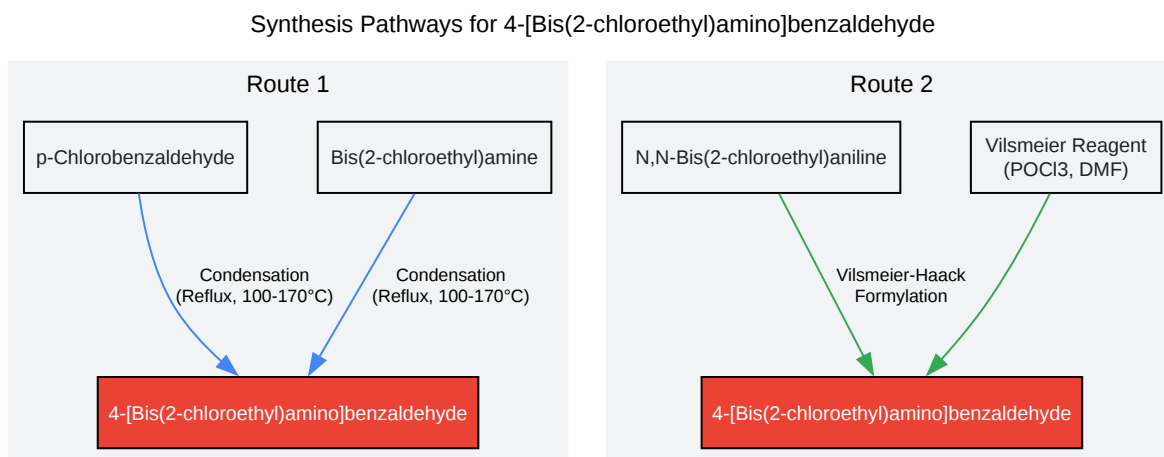 Synthesis Pathways for 4-[Bis(2-chloroethyl)amino]benzaldehyde
Route 1
p-Chlorobenzaldehyde
Bis(2-chloroethyl)amine
Condensation
(Reflux, 100-170°C)
Condensation
(Reflux, 100-170°C)
4-[Bis(2-chloroethyl)amino]benzaldehyde
Route 2
N,N-Bis(2-chloroethyl)aniline
Vilsmeier Reagent
(POCl3, DMF)
Vilsmeier-Haack
Formylation
4-[Bis(2-chloroethyl)amino]benzaldehyde